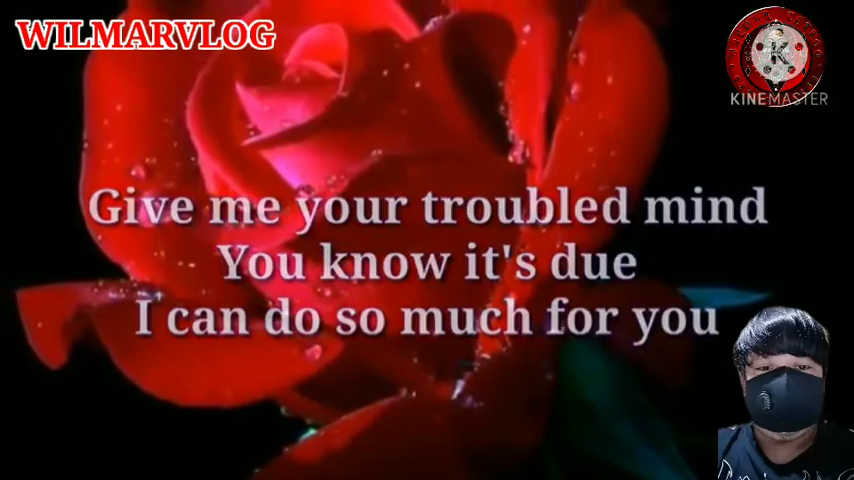 WILMARVLOG
KINEMASTER
Give me your troubled mind
You know it's due
I can do so much for you